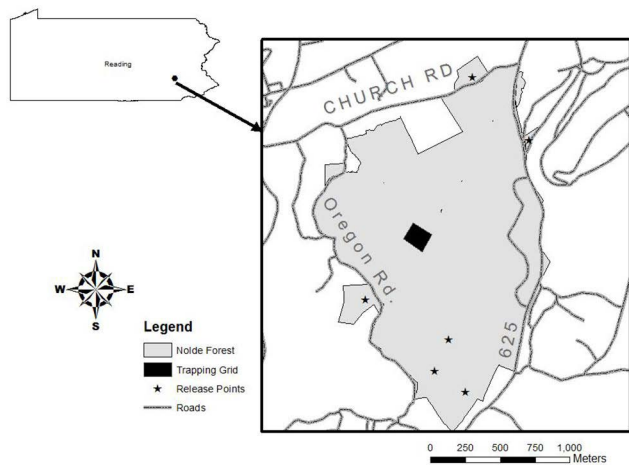 Reading
CHURCH RD
Oregon Rd.
625
N
W E
S
Legend
Nolde Forest
Trapping Grid
Release Points
Roads
0 250 500 750 1,000
Meters